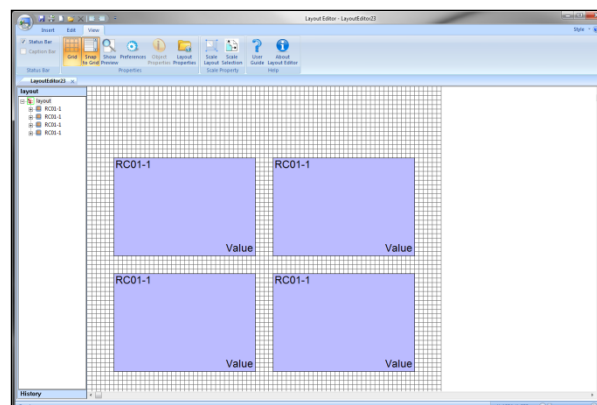 Layout Editor - LayoutEditor23
Insert Edit View
Style
Status Bar
Caption Bar
Grid
Snap to Grid
Show Preview
Preferences
Object Properties
Layout Properties
Scale Layout
Scale Selection
User Guide
About Layout Editor
Status Bar Properties Scale Property Help
LayoutEditor23
layout
layout
RC01-1
RC01-1
RC01-1
RC01-1
RC01-1 RC01-1
Value Value
RC01-1 RC01-1
Value Value
History